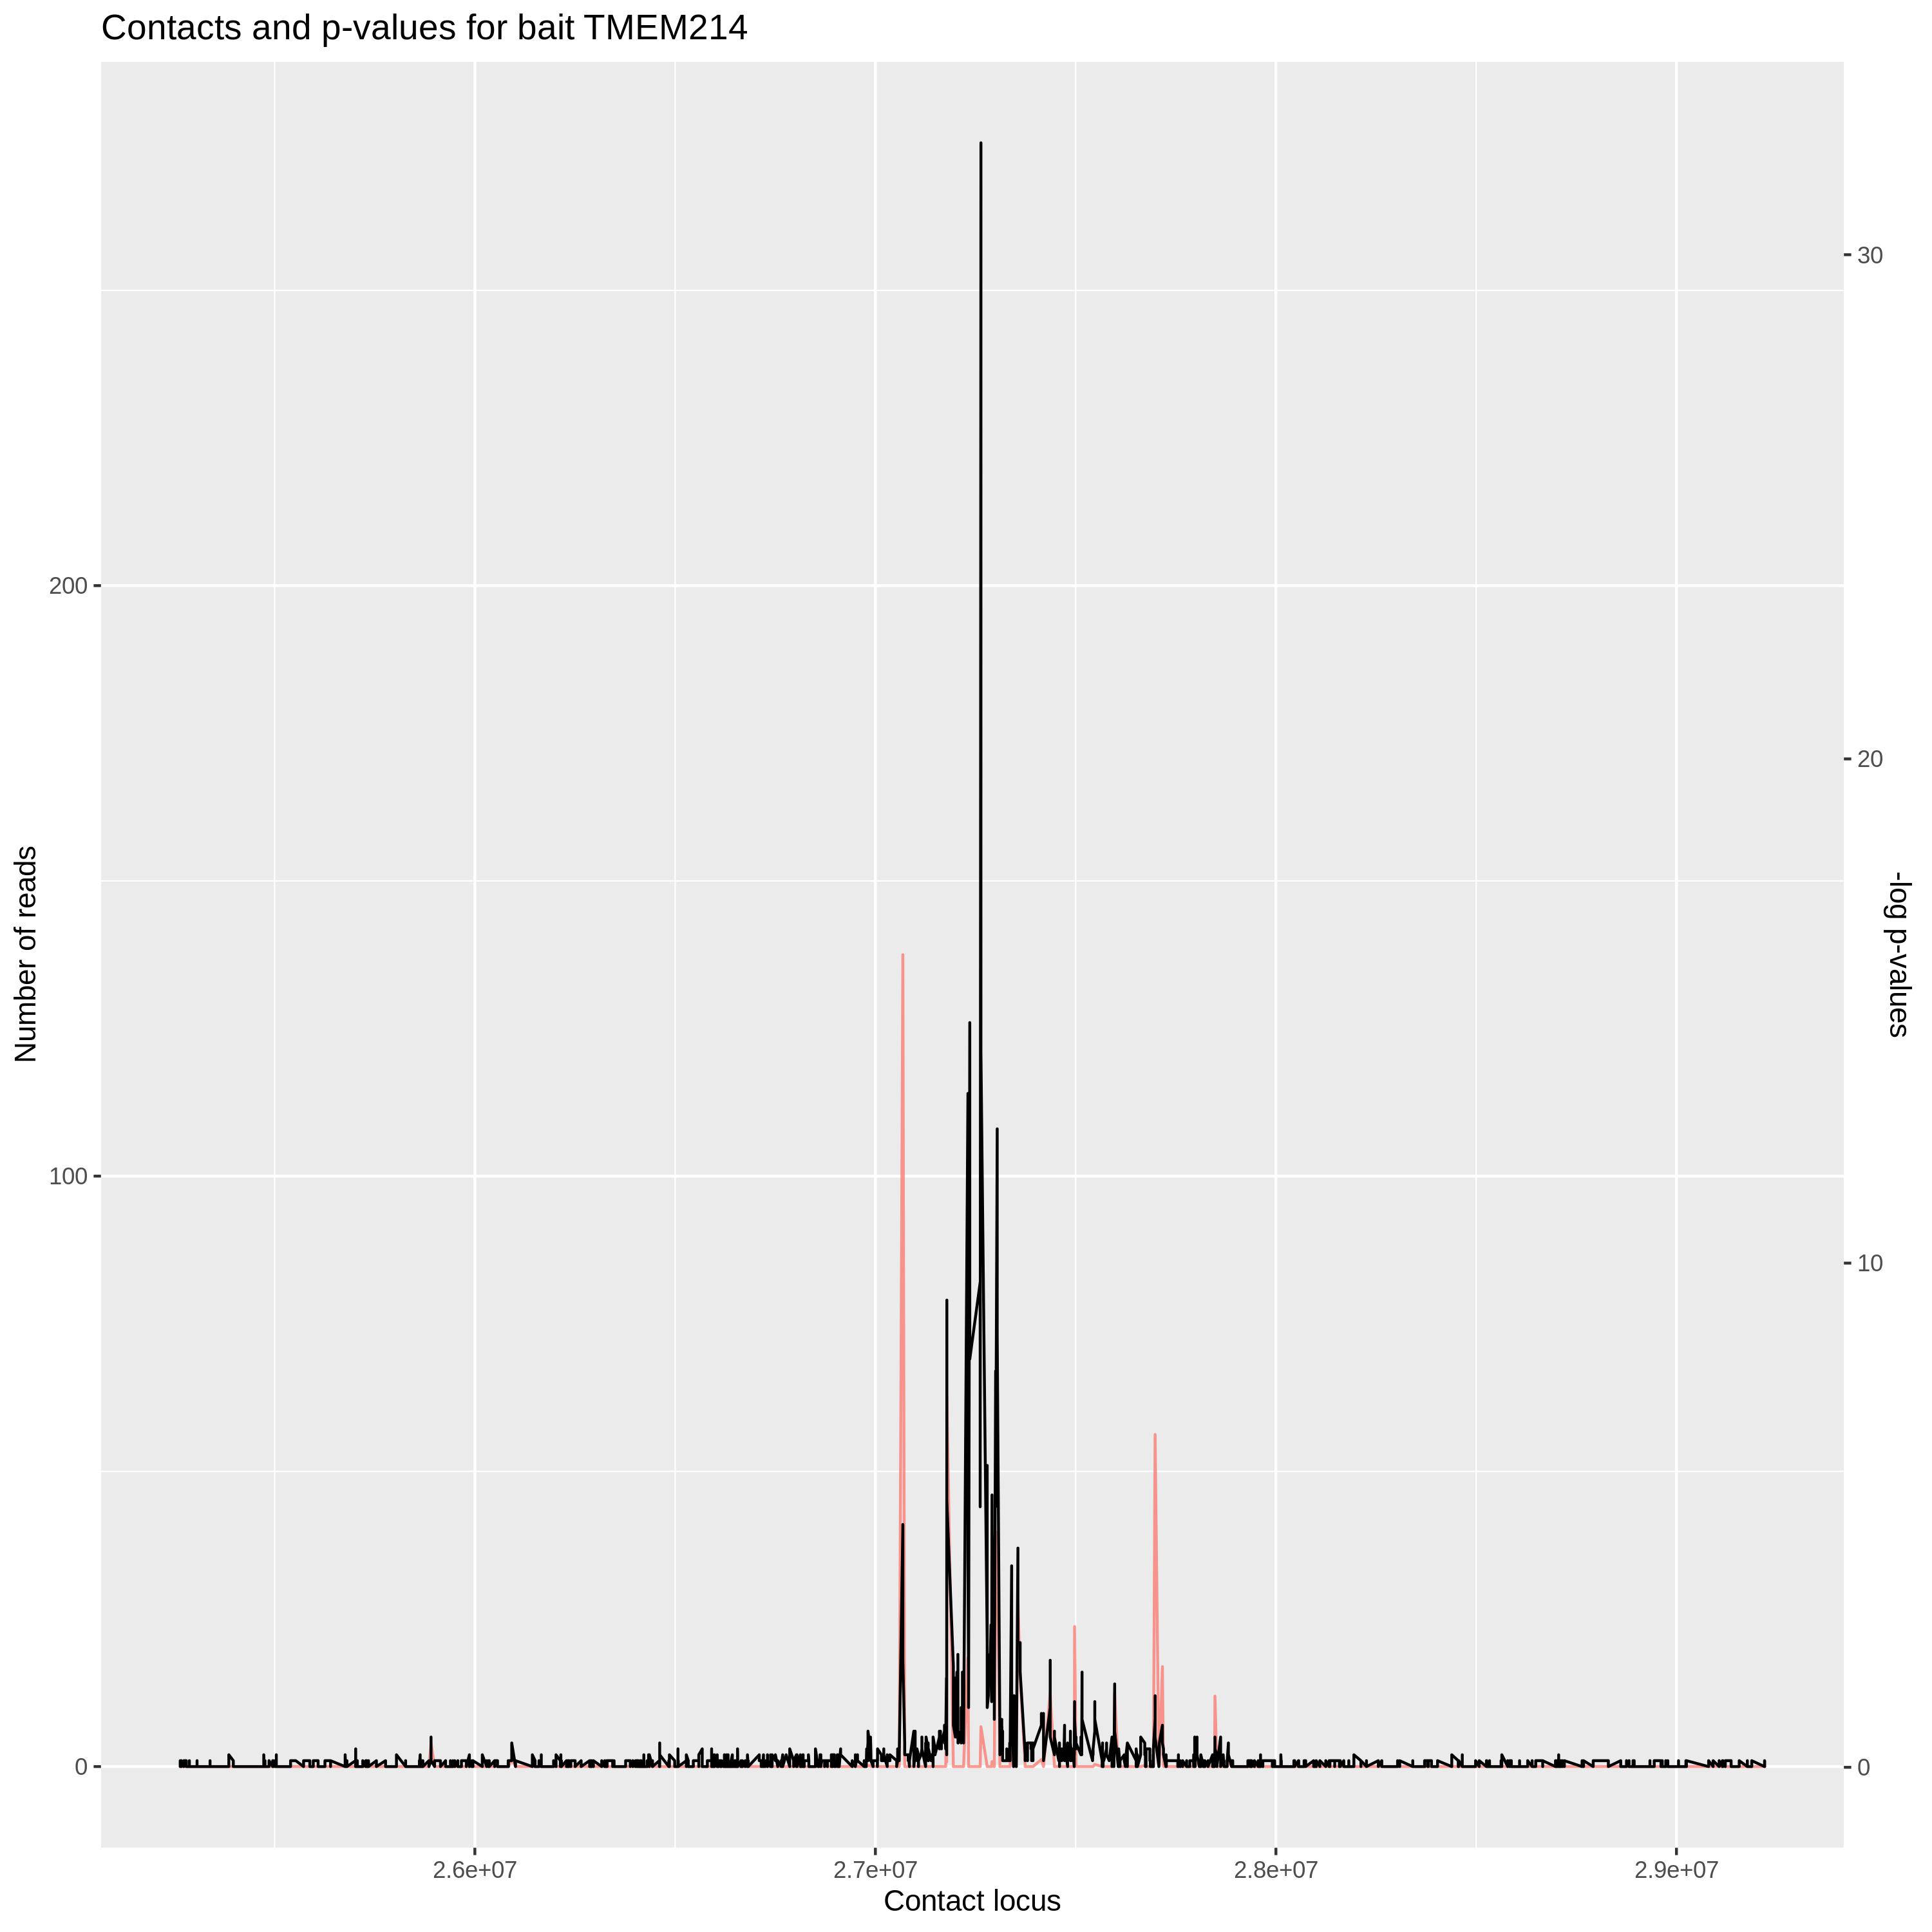 Contacts and p-values for bait TMEM214
Number of reads
200
100
0
30
20
10
0
-log p-values
2.6e+07 2.7e+07 2.8e+07 2.9e+07
Contact locus